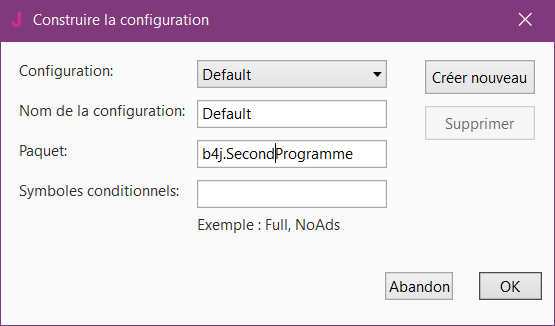 J Construire la configuration
Configuration: Default Créer nouveau
Nom de la configuration: Default
Supprimer
Paquet: b4j.SecondProgramme
Symboles conditionnels:
Exemple : Full, NoAds
Abandon OK